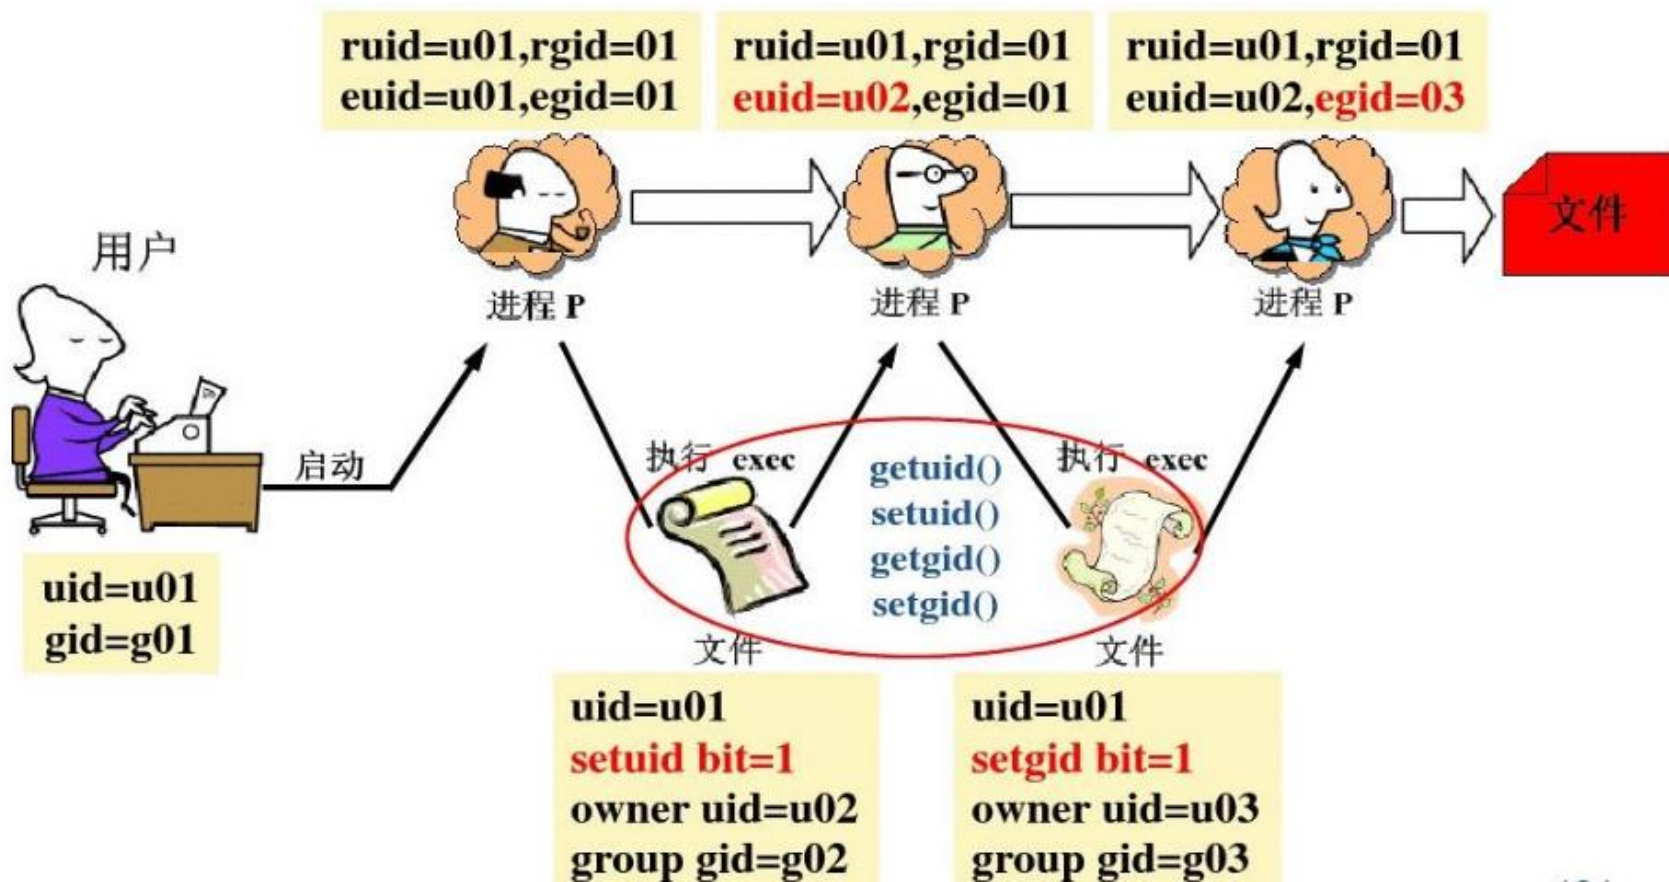 ruid=u01,rgid=01
euid=u01,egid=01
ruid=u01,rgid=01
euid=u02,egid=01
ruid=u01,rgid=01
euid=u02,egid=03
用户
进程 P
进程 P
进程 P
文件
启动
执行 exec
getuid()
setuid()
getgid()
setgid()
执行 exec
uid=u01
gid=g01
文件
文件
uid=u01
setuid bit=1
owner uid=u02
group gid=g02
uid=u01
setgid bit=1
owner uid=u03
group gid=g03